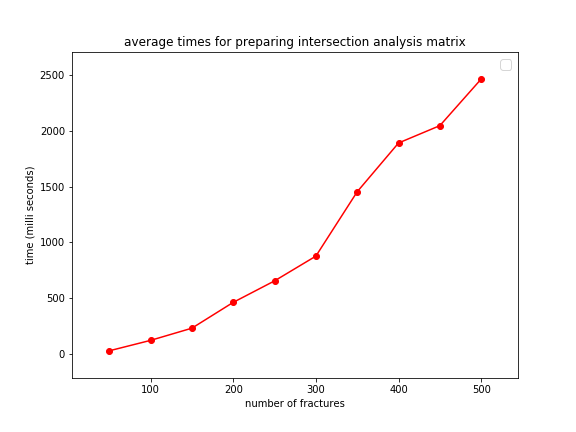 average times for preparing intersection analysis matrix
2500
2000
1500
1000
500
0
time (milli seconds)
100 200 300 400 500
number of fractures